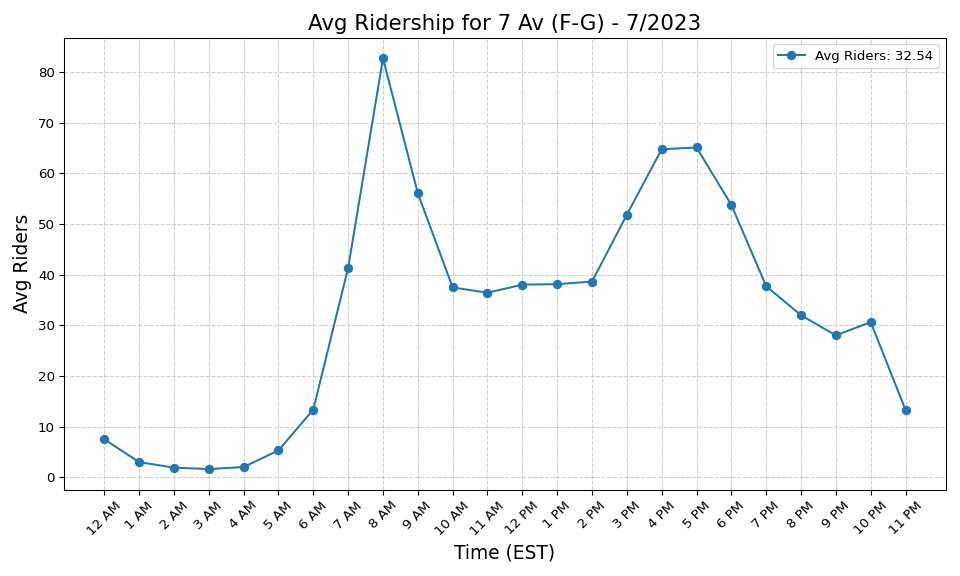 Avg Ridership for 7 Av (F-G) - 7/2023
Avg Riders: 32.54
Avg Riders
80
70
60
50
40
30
20
10
0
12 AM 1 AM 2 AM 3 AM 4 AM 5 AM 6 AM 7 AM 8 AM 9 AM 10 AM 11 AM 12 PM 1 PM 2 PM 3 PM 4 PM 5 PM 6 PM 7 PM 8 PM 9 PM 10 PM 11 PM
Time (EST)